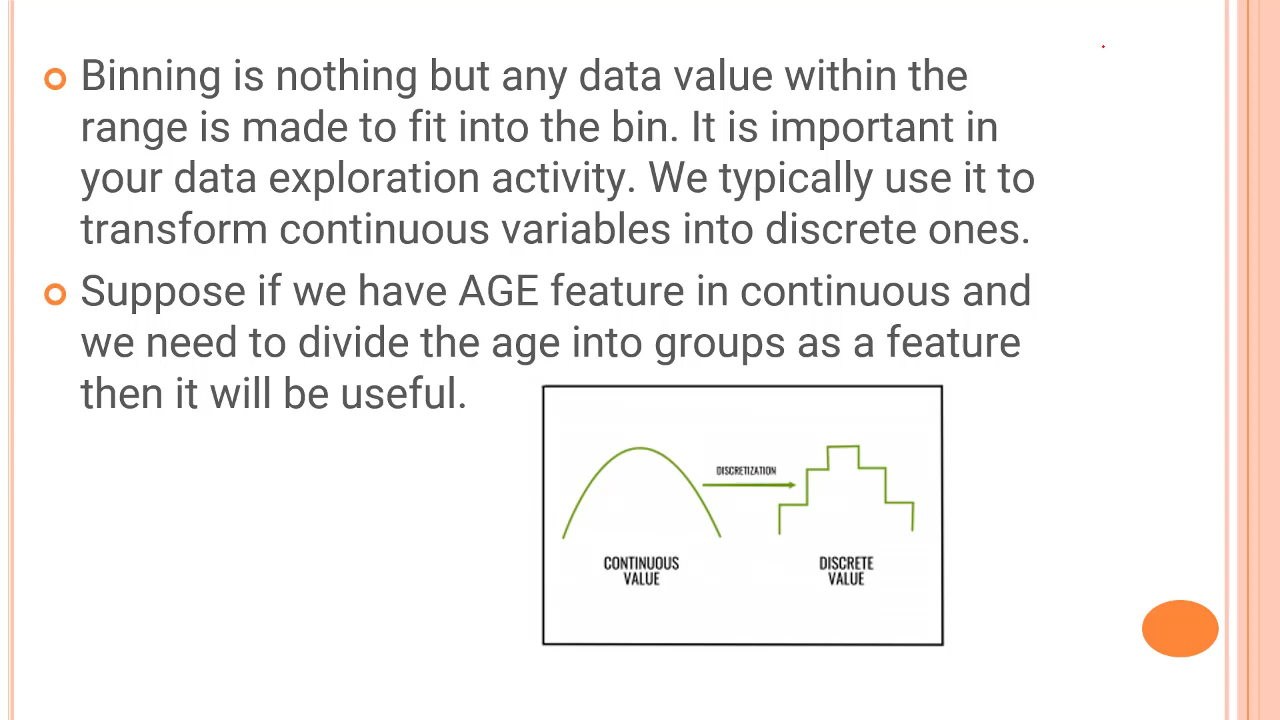 Binning is nothing but any data value within the
range is made to fit into the bin. It is important in
your data exploration activity. We typically use it to
transform continuous variables into discrete ones.
Suppose if we have AGE feature in continuous and
we need to divide the age into groups as a feature
then it will be useful.
DISCRETIZATION
CONTINUOUS
VALUE
DISCRETE
VALUE